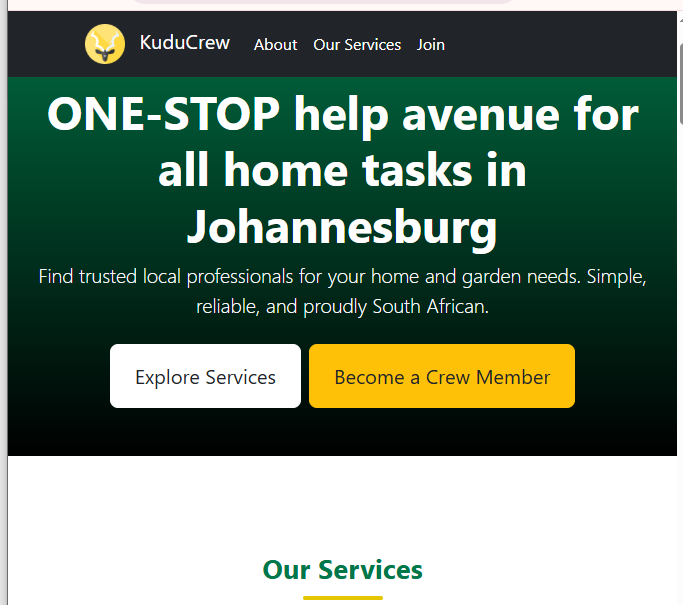 KuduCrew About Our Services Join
ONE-STOP help avenue for
all home tasks in
Johannesburg
Find trusted local professionals for your home and garden needs. Simple,
reliable, and proudly South African.
Explore Services Become a Crew Member
Our Services